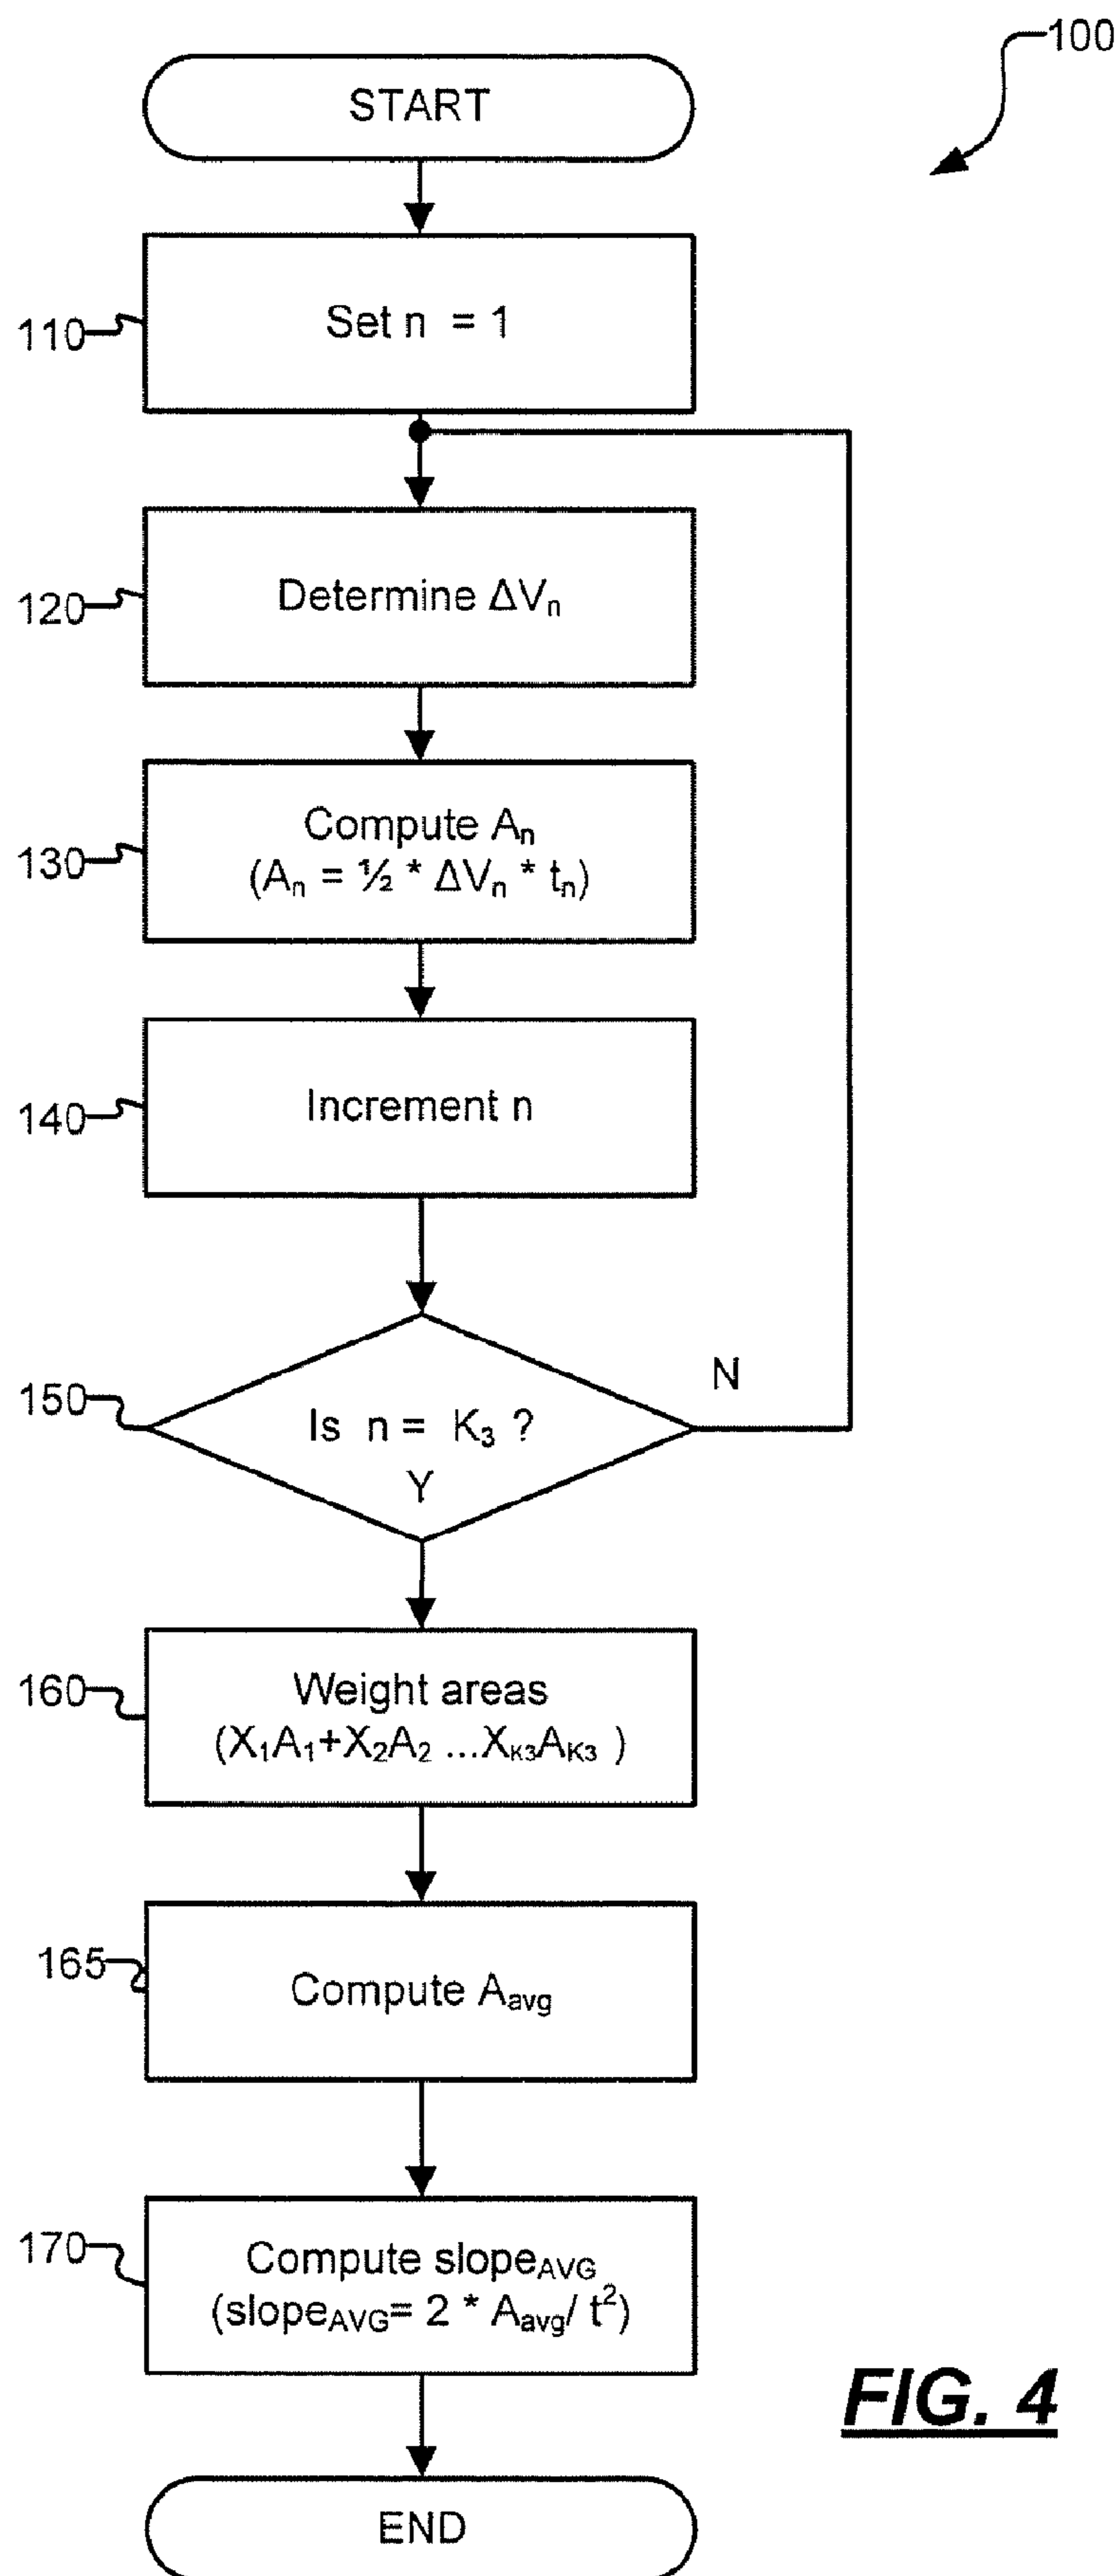 100
START
110
Set n = 1
120
Determine ΔVₙ
130
Compute Aₙ
(Aₙ = ½ * ΔVₙ * tₙ)
140
Increment n
150
Is n = K₃ ?
N
Y
160
Weight areas
(X₁A₁+X₂A₂ ...X_K3A_K3 )
165
Compute A_avg
170
Compute slope_AVG
(slope_AVG= 2 * A_avg/ t²)
END
FIG. 4